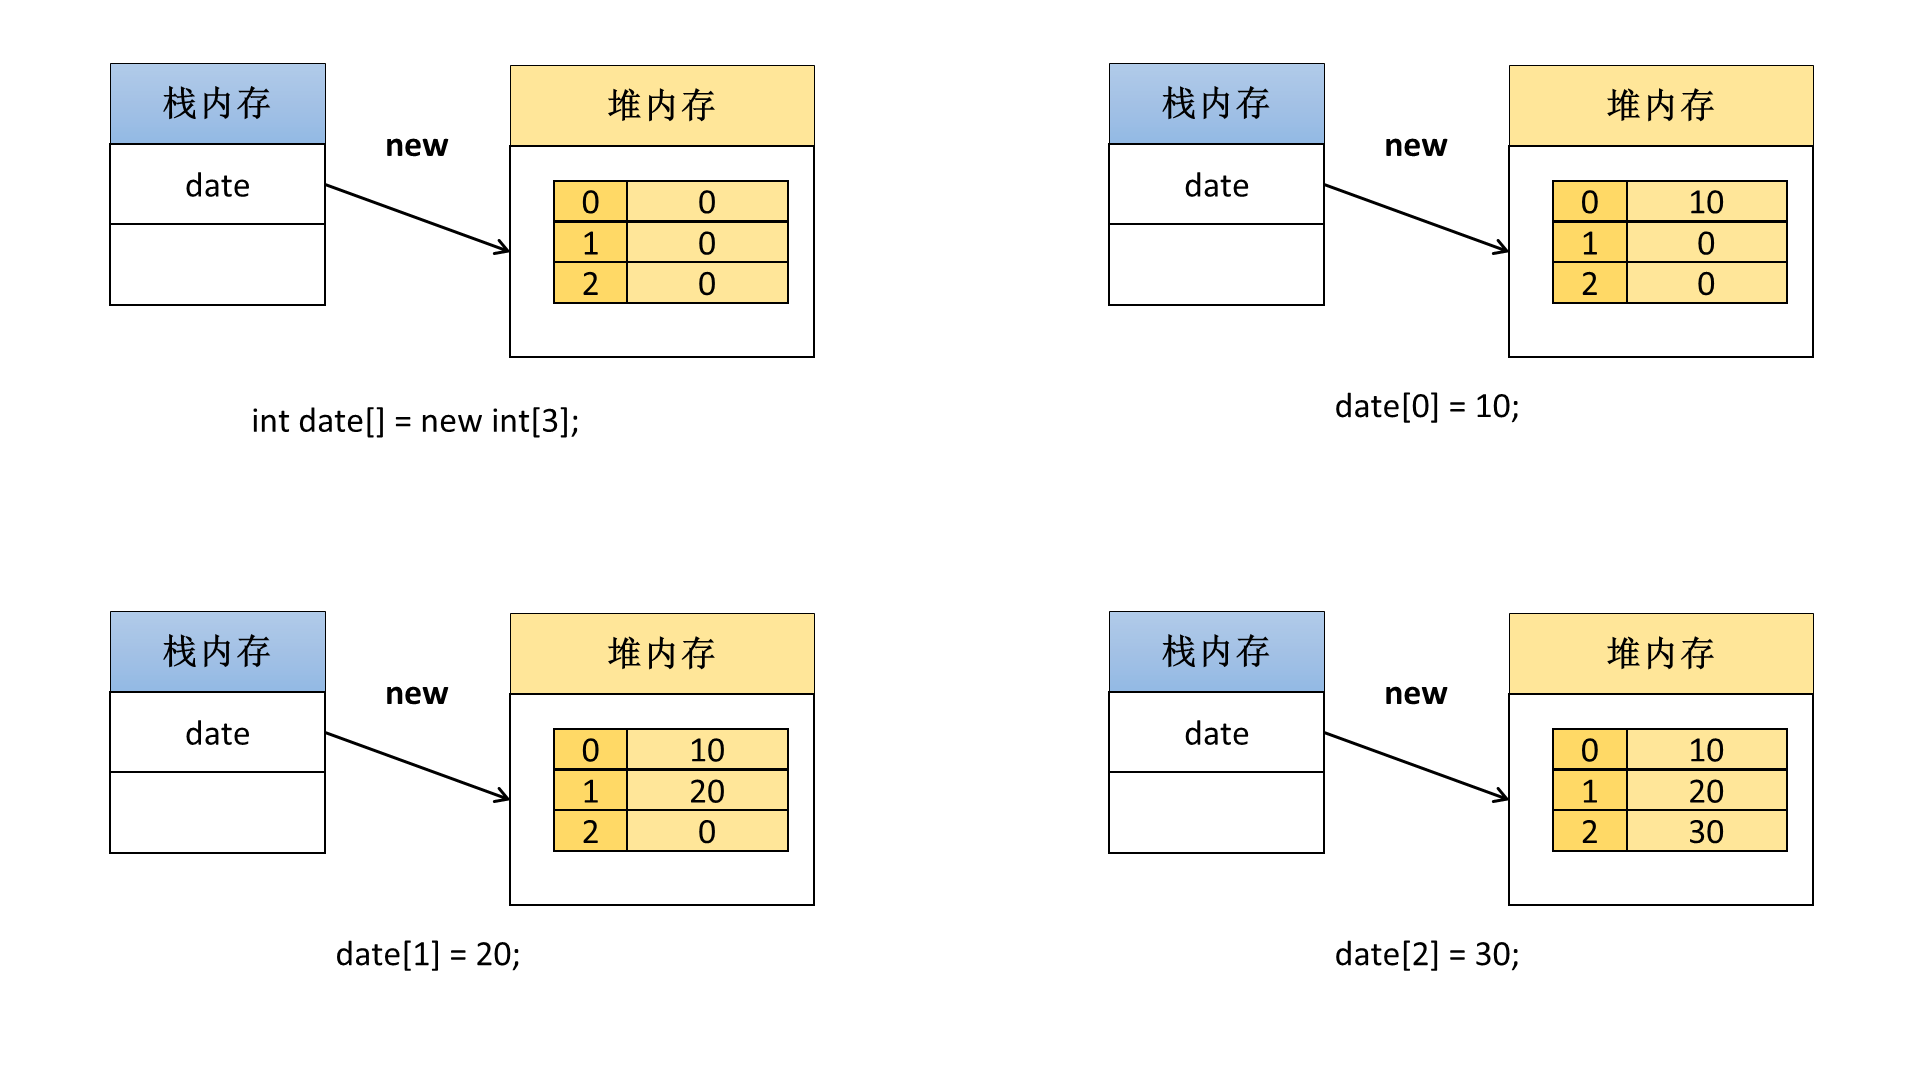 栈内存
堆内存
new
date
0 0
1 0
2 0
int date[] = new int[3];
栈内存
堆内存
new
date
0 10
1 0
2 0
date[0] = 10;
栈内存
堆内存
new
date
0 10
1 20
2 0
date[1] = 20;
栈内存
堆内存
new
date
0 10
1 20
2 30
date[2] = 30;